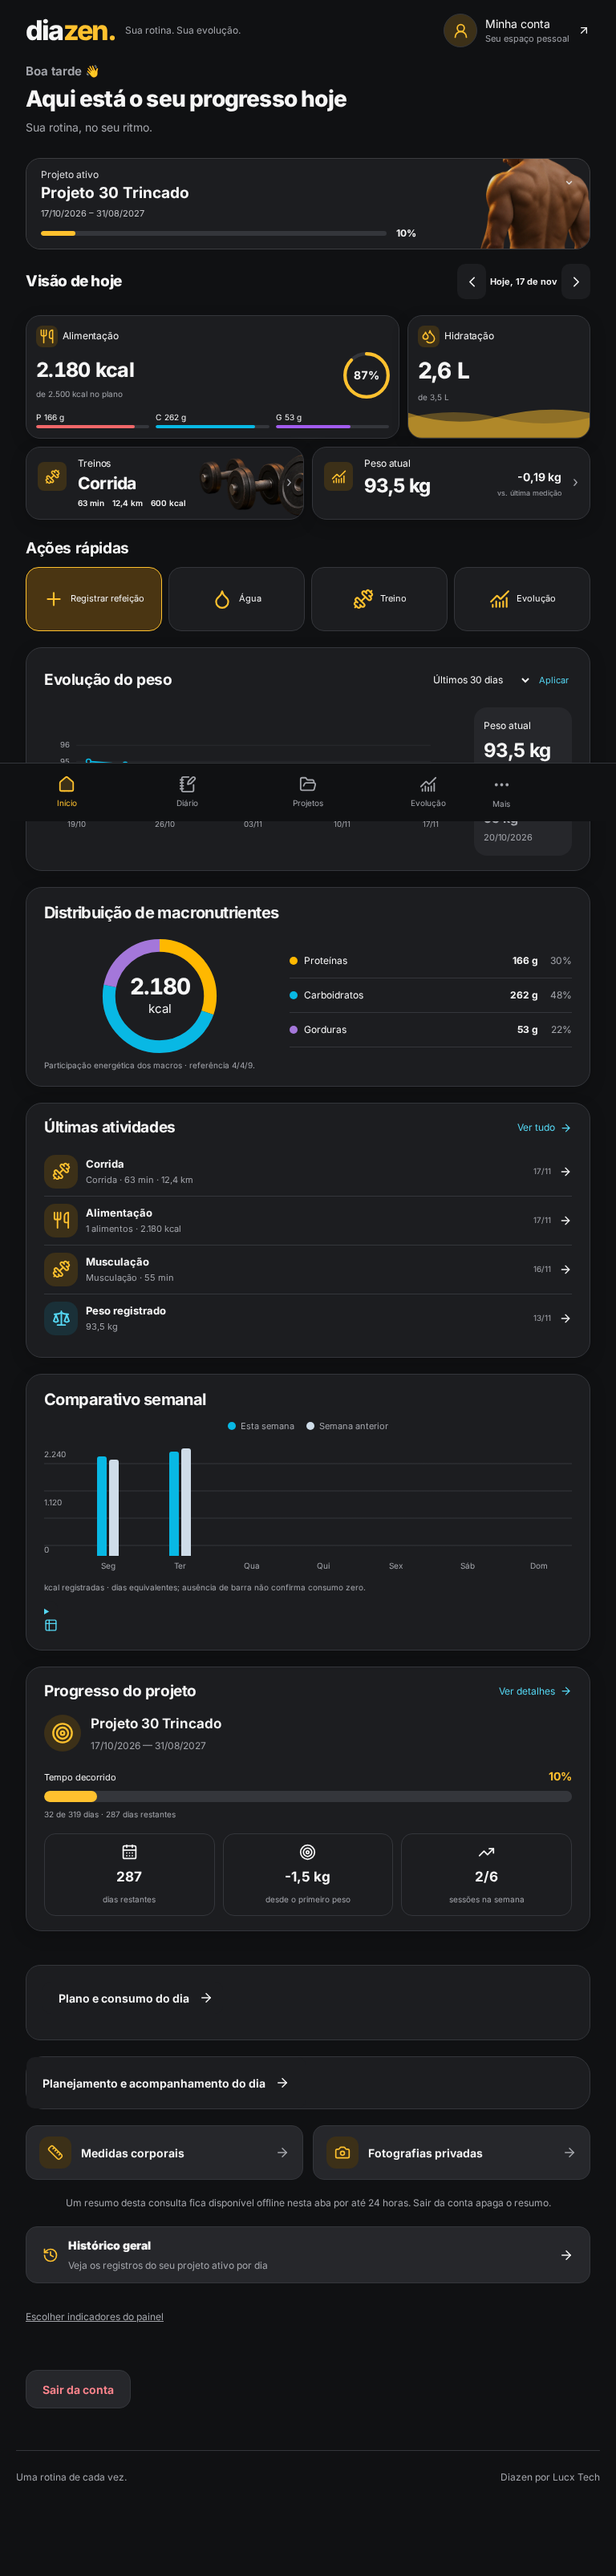 diazen.
Sua rotina. Sua evolução.
Minha conta
Seu espaço pessoal
Boa tarde 👋
Aqui está o seu progresso hoje
Sua rotina, no seu ritmo.
Projeto ativo
Projeto 30 Trincado
17/10/2026 – 31/08/2027
10%
Visão de hoje
Hoje, 17 de nov
Alimentação
2.180 kcal
de 2.500 kcal no plano
87%
P 166 g
C 262 g
G 53 g
Hidratação
2,6 L
de 3,5 L
Treinos
Corrida
63 min 12,4 km 600 kcal
Peso atual
93,5 kg
-0,19 kg
vs. última medição
Ações rápidas
Registrar refeição
Água
Treino
Evolução
Evolução do peso
Últimos 30 dias
Aplicar
96
95
Peso atual
93,5 kg
Início
Diário
Projetos
Evolução
Mais
19/10
26/10
03/11
10/11
17/11
20/10/2026
Distribuição de macronutrientes
2.180
kcal
Proteínas 166 g 30%
Carboidratos 262 g 48%
Gorduras 53 g 22%
Participação energética dos macros · referência 4/4/9.
Últimas atividades
Ver tudo
Corrida
Corrida · 63 min · 12,4 km
17/11
Alimentação
1 alimentos · 2.180 kcal
17/11
Musculação
Musculação · 55 min
16/11
Peso registrado
93,5 kg
13/11
Comparativo semanal
Esta semana
Semana anterior
2.240
1.120
0
Seg
Ter
Qua
Qui
Sex
Sáb
Dom
kcal registradas · dias equivalentes; ausência de barra não confirma consumo zero.
Progresso do projeto
Ver detalhes
Projeto 30 Trincado
17/10/2026 — 31/08/2027
Tempo decorrido
10%
32 de 319 dias · 287 dias restantes
287
dias restantes
-1,5 kg
desde o primeiro peso
2/6
sessões na semana
Plano e consumo do dia
Planejamento e acompanhamento do dia
Medidas corporais
Fotografias privadas
Um resumo desta consulta fica disponível offline nesta aba por até 24 horas. Sair da conta apaga o resumo.
Histórico geral
Veja os registros do seu projeto ativo por dia
Escolher indicadores do painel
Sair da conta
Uma rotina de cada vez.
Diazen por Lucx Tech